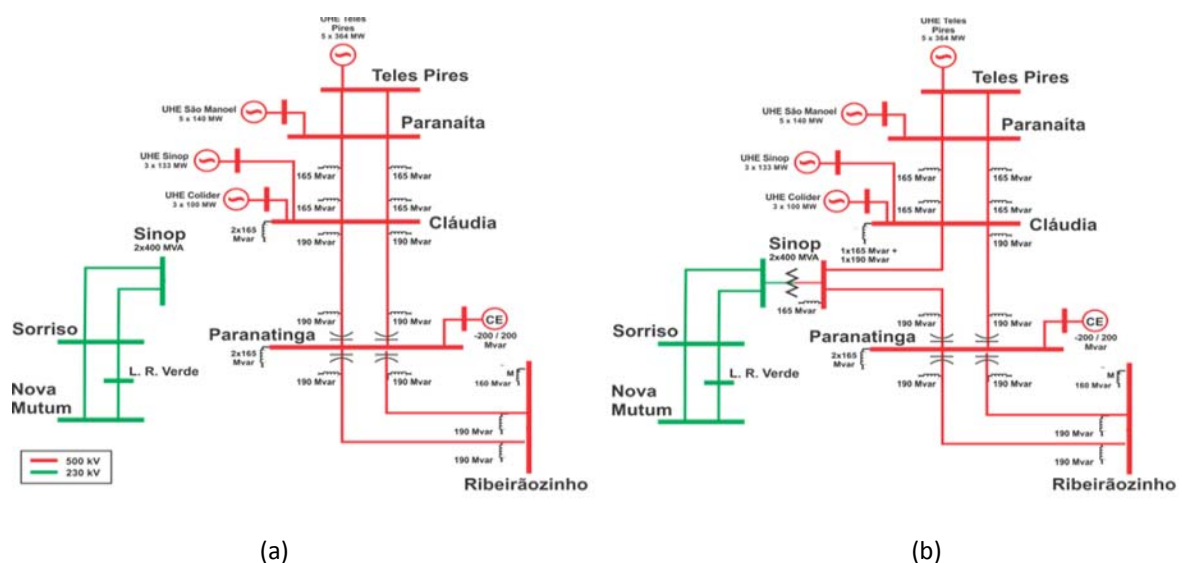 UHE Teles
Pires
5 x 364 MW
Teles Pires
UHE São Manoel
5 x 140 MW
Paranaíta
UHE Sinop
3 x 133 MW
165 Mvar
165 Mvar
UHE Colíder
3 x 100 MW
165 Mvar
165 Mvar
Cláudia
2x165
Mvar
190 Mvar
190 Mvar
Sinop
2x400 MVA
Sorriso
190 Mvar
190 Mvar
CE
-200 / 200
Mvar
Paranatinga
2x165
Mvar
L. R. Verde
190 Mvar
190 Mvar
M
160 Mvar
Nova
Mutum
190 Mvar
190 Mvar
500 kV
230 kV
Ribeirãozinho
(a)
UHE Teles
Pires
5 x 364 MW
Teles Pires
UHE São Manoel
5 x 140 MW
Paranaíta
UHE Sinop
3 x 133 MW
165 Mvar
165 Mvar
UHE Colíder
3 x 100 MW
165 Mvar
165 Mvar
Cláudia
1x165 Mvar +
1x190 MVar
190 Mvar
Sinop
2x400 MVA
165 Mvar
Sorriso
190 Mvar
190 Mvar
CE
-200 / 200
Mvar
Paranatinga
2x165
Mvar
L. R. Verde
190 Mvar
190 Mvar
M
160 Mvar
Nova
Mutum
190 Mvar
190 Mvar
Ribeirãozinho
(b)